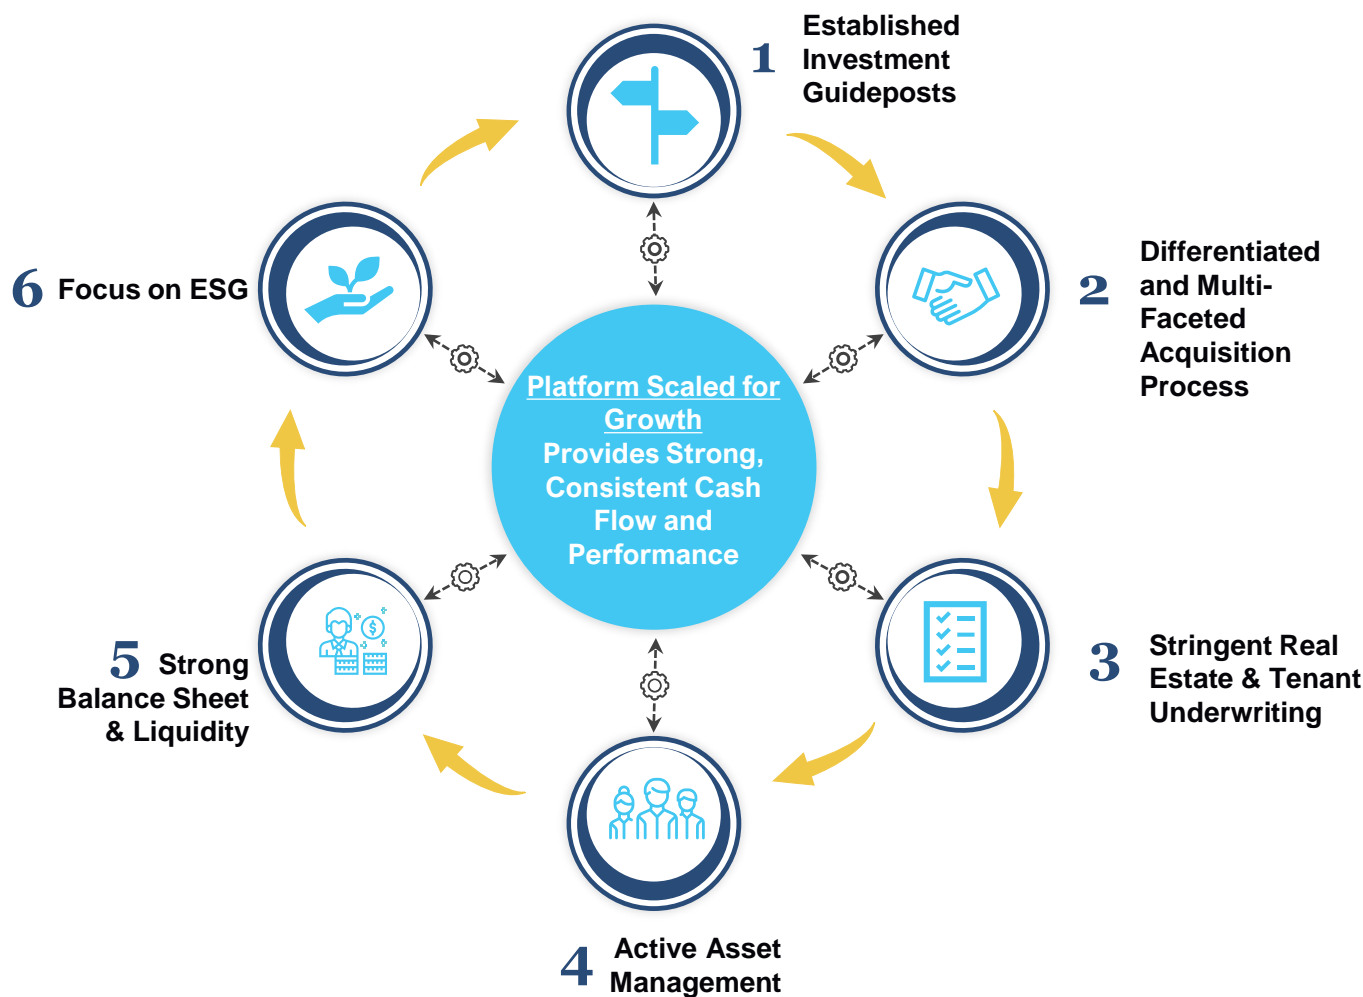 1 Established
Investment
Guideposts
2 Differentiated
and Multi-
Faceted
Acquisition
Process
3 Stringent Real
Estate & Tenant
Underwriting
4 Active Asset
Management
5 Strong
Balance Sheet
& Liquidity
6 Focus on ESG
Platform Scaled for
Growth
Provides Strong,
Consistent Cash
Flow and
Performance
$